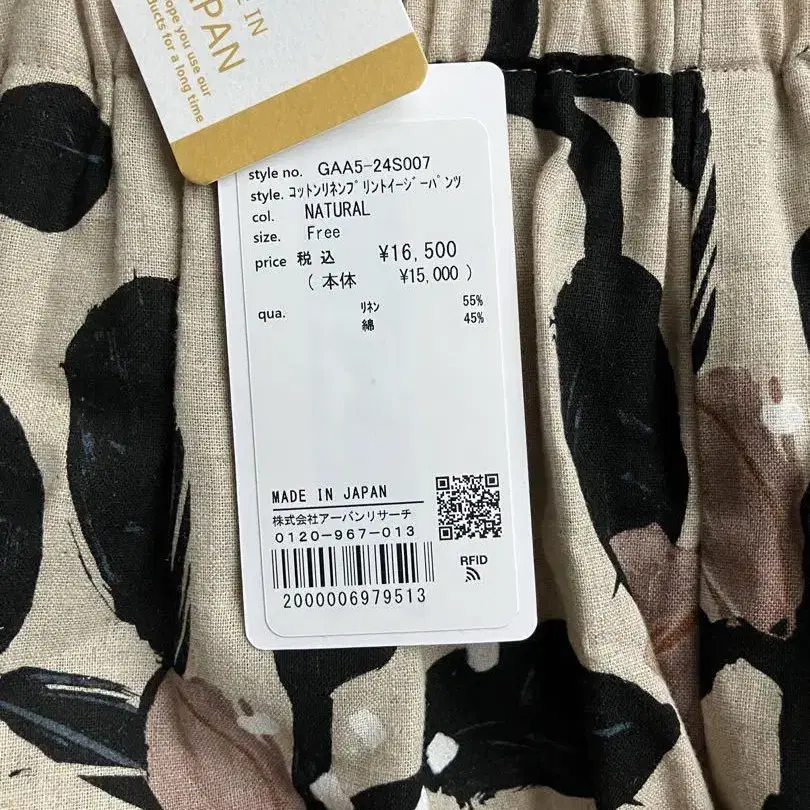 E IN
JAPAN
hope you use our
ducts for a long time
style no. GAA5-24S007
style. ｺｯﾄﾝﾘﾈﾝﾌﾟﾘﾝﾄｲｰｼﾞｰﾊﾟﾝﾂ
col. NATURAL
size. Free
price 税込 ¥16,500
( 本体 ¥15,000 )
qua. ﾘﾈﾝ 55%
綿 45%
MADE IN JAPAN
株式会社アーバンリサーチ
0120-967-013
RFID
2000006979513